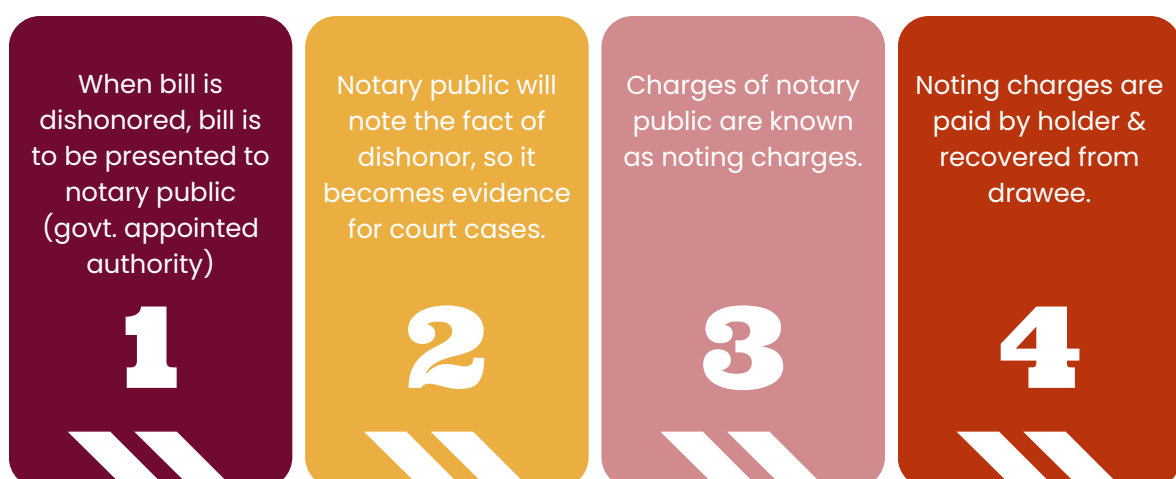 When bill is
dishonored, bill is
to be presented to
notary public
(govt. appointed
authority)
1
Notary public will
note the fact of
dishonor, so it
becomes evidence
for court cases.
2
Charges of notary
public are known
as noting charges.
3
Noting charges are
paid by holder &
recovered from
drawee.
4